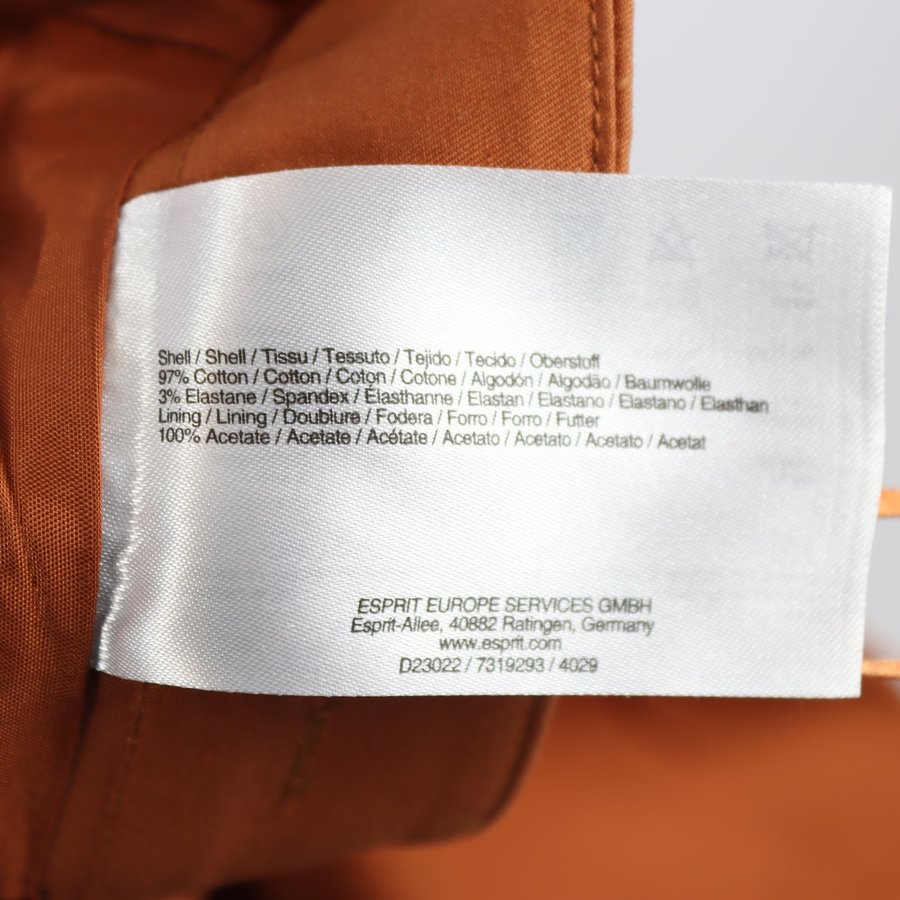 Shell / Shell / Tissu / Tessuto / Tejido / Tecido / Oberstoff
97% Cotton / Cotton / Coton / Cotone / Algodón / Algodão / Baumwolle
3% Elastane / Spandex / Élasthanne / Elastan / Elastano / Elastano / Elasthan
Lining / Lining / Doublure / Fodera / Forro / Forro / Futter
100% Acetate / Acetate / Acétate / Acetato / Acetato / Acetato / Acetat
ESPRIT EUROPE SERVICES GMBH
Esprit-Allee, 40882 Ratingen, Germany
www.esprit.com
D23022 / 7319293 / 4029